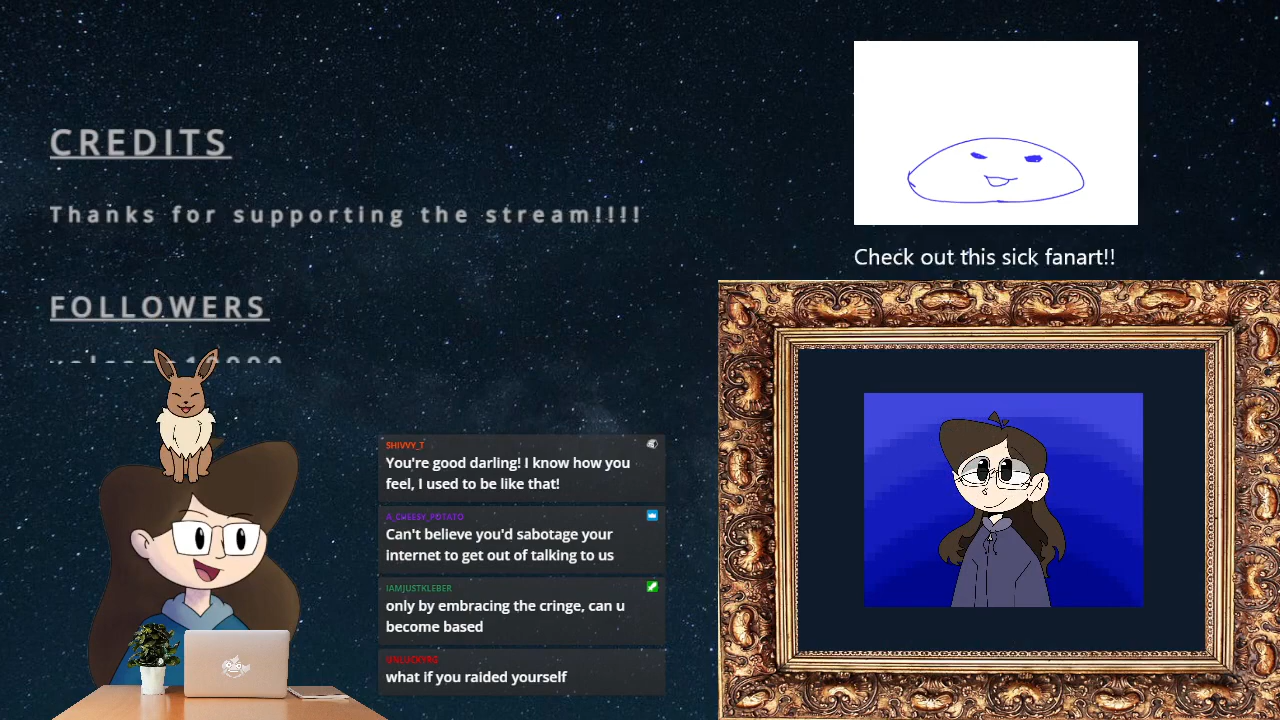 CREDITS
Thanks for supporting the stream!!!!
FOLLOWERS
Check out this sick fanart!!
SHIVVY_T
You're good darling! I know how you
feel, I used to be like that!
A_CHEESY_POTATO
Can't believe you'd sabotage your
internet to get out of talking to us
IAMJUSTKLEBER
only by embracing the cringe, can u
become based
what if you raided yourself